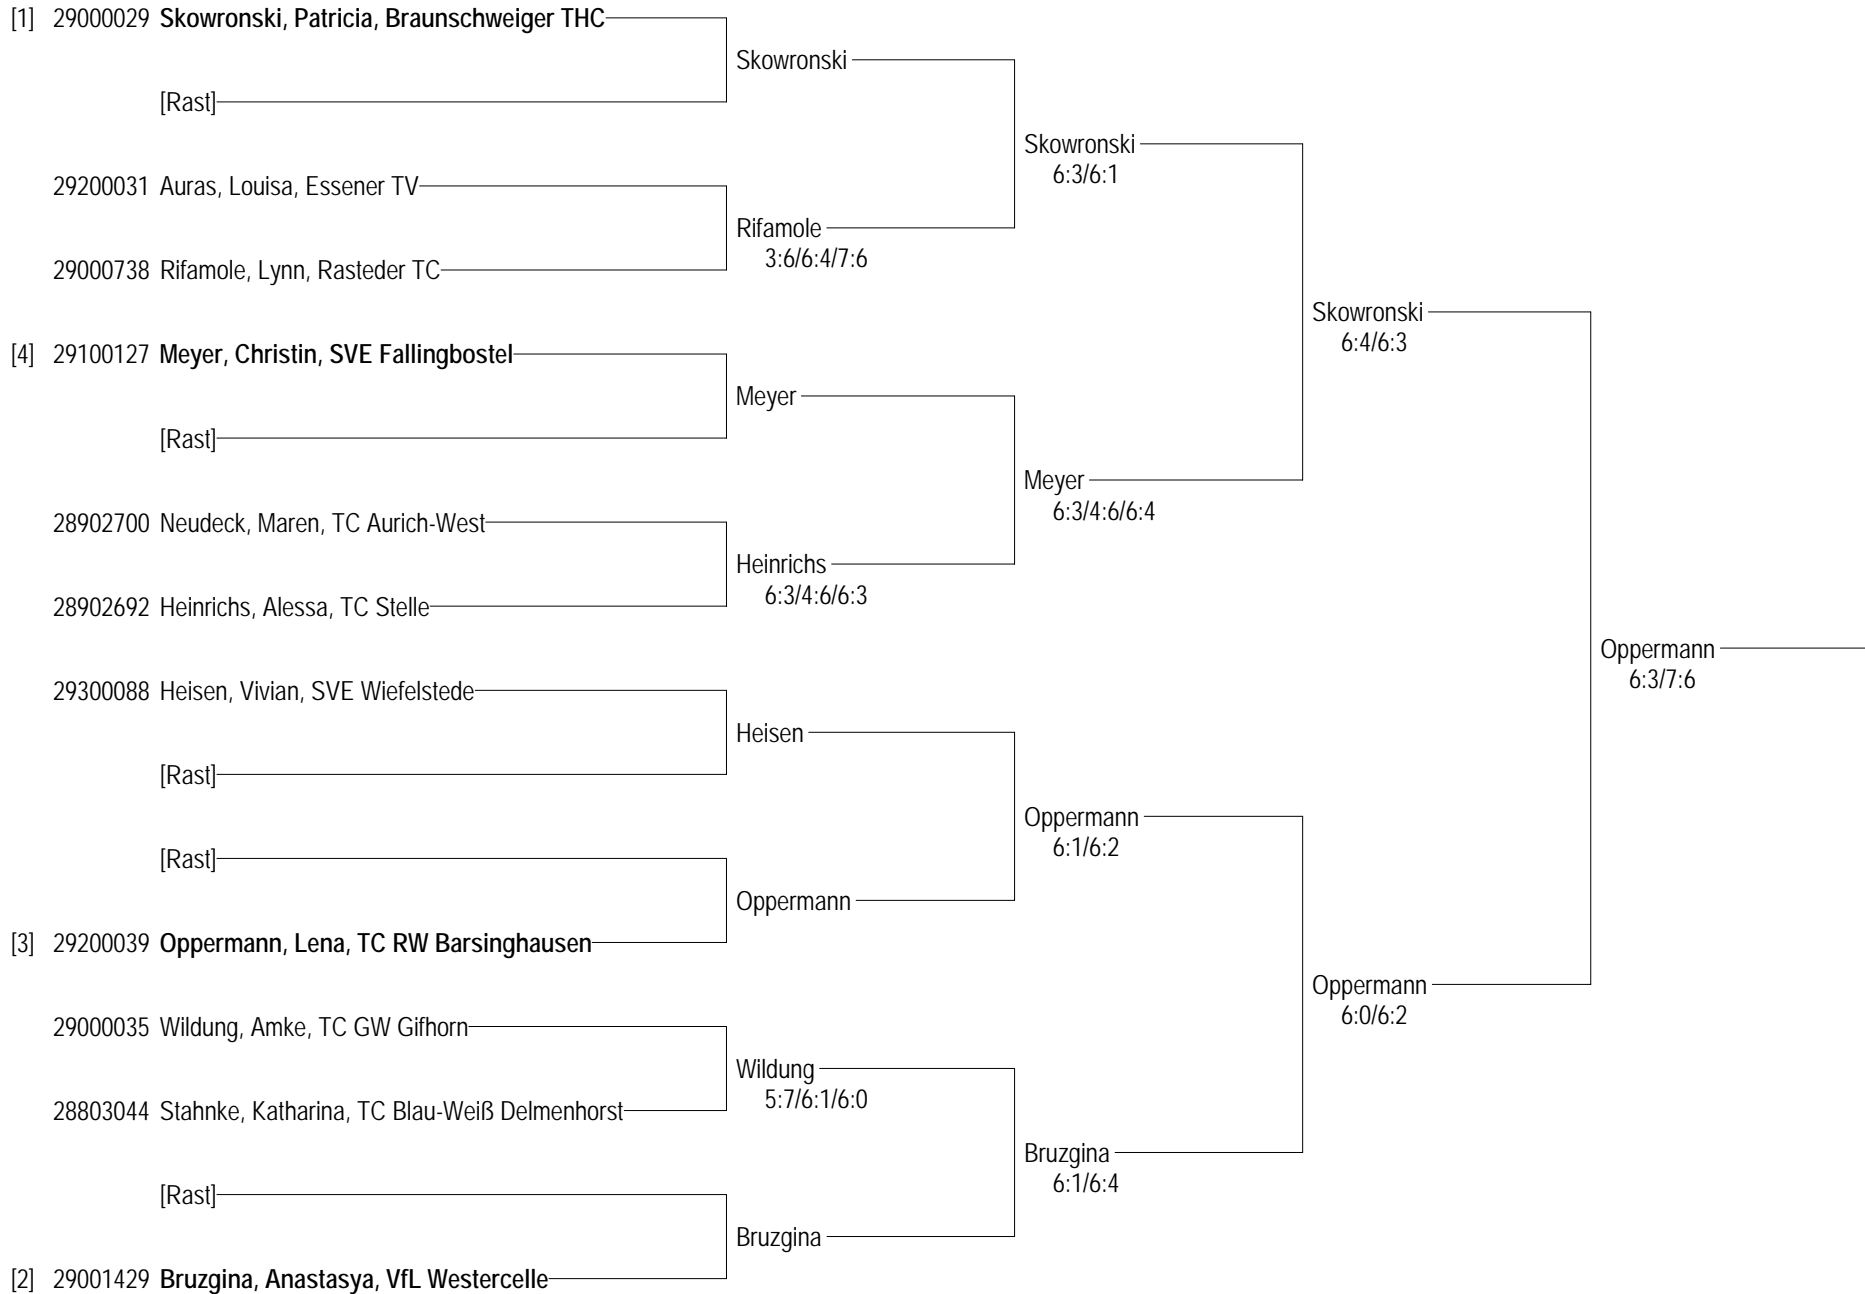 [1] 29000029 Skowronski, Patricia, Braunschweiger THC
Skowronski
[Rast]
Skowronski
6:3/6:1
29200031 Auras, Louisa, Essener TV
Rifamole
3:6/6:4/7:6
29000738 Rifamole, Lynn, Rasteder TC
Skowronski
6:4/6:3
[4] 29100127 Meyer, Christin, SVE Fallingbostel
Meyer
[Rast]
Meyer
6:3/4:6/6:4
28902700 Neudeck, Maren, TC Aurich-West
Heinrichs
6:3/4:6/6:3
28902692 Heinrichs, Alessa, TC Stelle
Oppermann
6:3/7:6
29300088 Heisen, Vivian, SVE Wiefelstede
Heisen
[Rast]
Oppermann
6:1/6:2
[Rast]
Oppermann
[3] 29200039 Oppermann, Lena, TC RW Barsinghausen
Oppermann
6:0/6:2
29000035 Wildung, Amke, TC GW Gifhorn
Wildung
5:7/6:1/6:0
28803044 Stahnke, Katharina, TC Blau-Weiß Delmenhorst
Bruzgina
6:1/6:4
[Rast]
Bruzgina
[2] 29001429 Bruzgina, Anastasya, VfL Westercelle